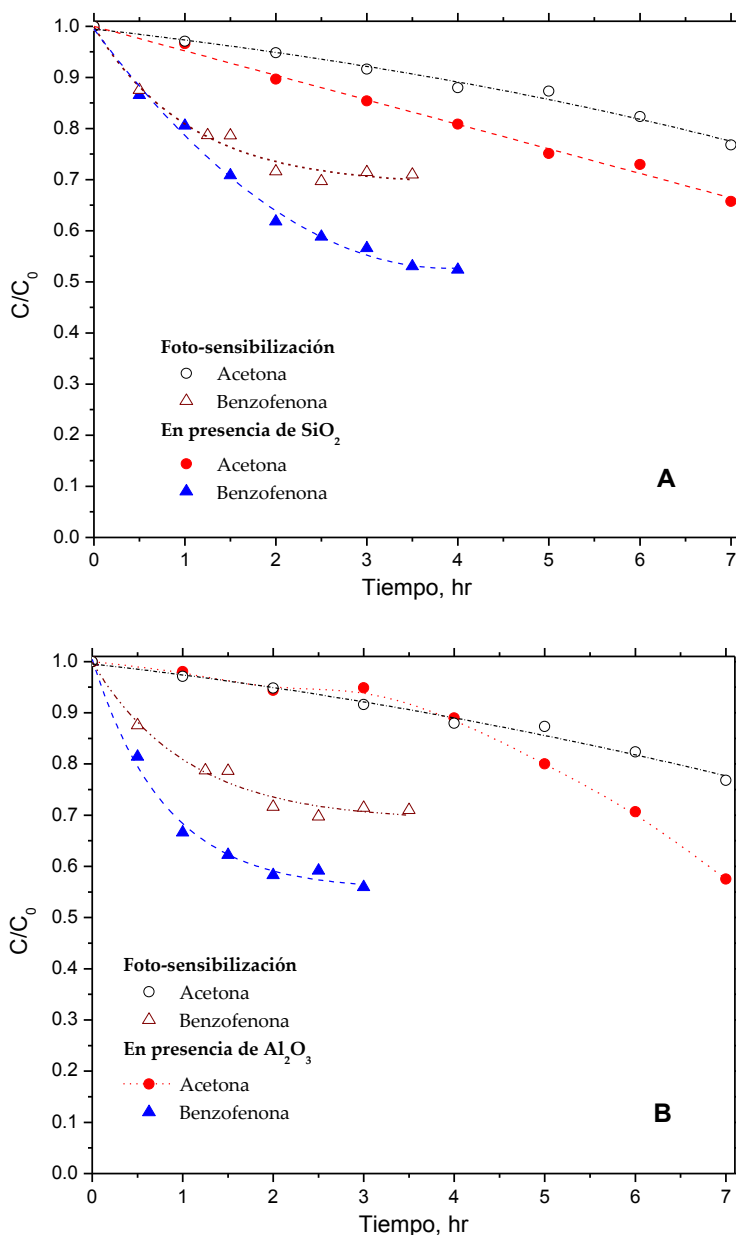 1.0
0.9
0.8
0.7
0.6
0.5
0.4
0.3
0.2
0.1
0.0
C/C₀
Foto-sensibilización
Acetona
Benzofenona
En presencia de SiO₂
Acetona
Benzofenona
A
0 1 2 3 4 5 6 7
Tiempo, hr
1.0
0.9
0.8
0.7
0.6
0.5
0.4
0.3
0.2
0.1
0.0
C/C₀
Foto-sensibilización
Acetona
Benzofenona
En presencia de Al₂O₃
Acetona
Benzofenona
B
0 1 2 3 4 5 6 7
Tiempo, hr